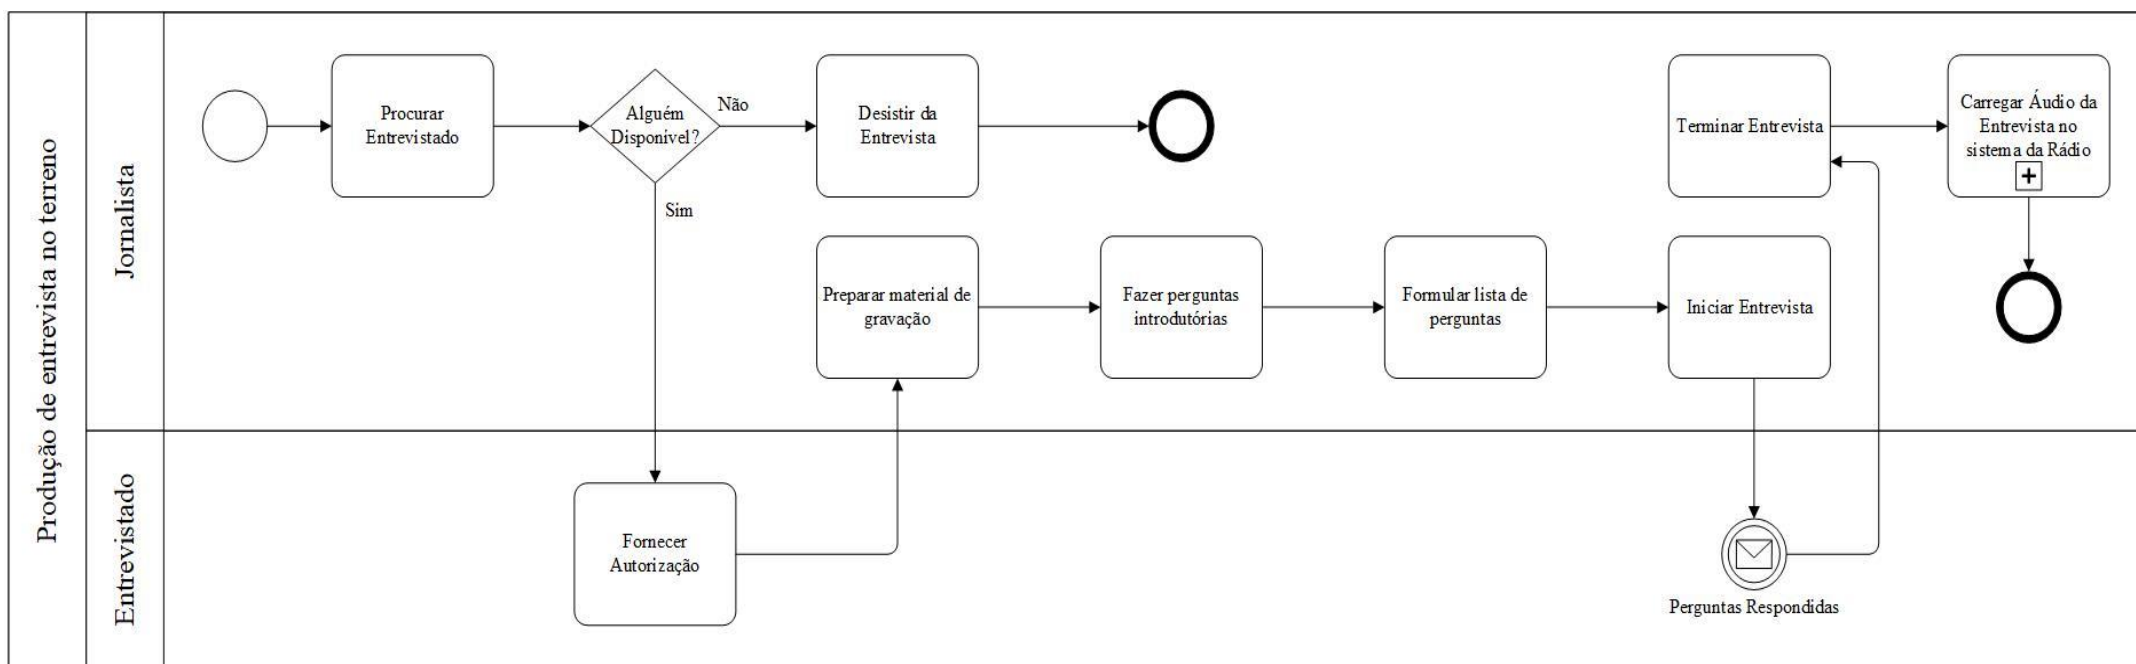 Produção de entrevista no terreno
Jornalista
Procurar
Entrevistado
Alguém
Disponível?
Não
Sim
Desistir da
Entrevista
Terminar Entrevista
Carregar Áudio da
Entrevista no
sistema da Rádio
Preparar material de
gravação
Fazer perguntas
introdutórias
Formular lista de
perguntas
Iniciar Entrevista
Entrevistado
Fornecer
Autorização
Perguntas Respondidas